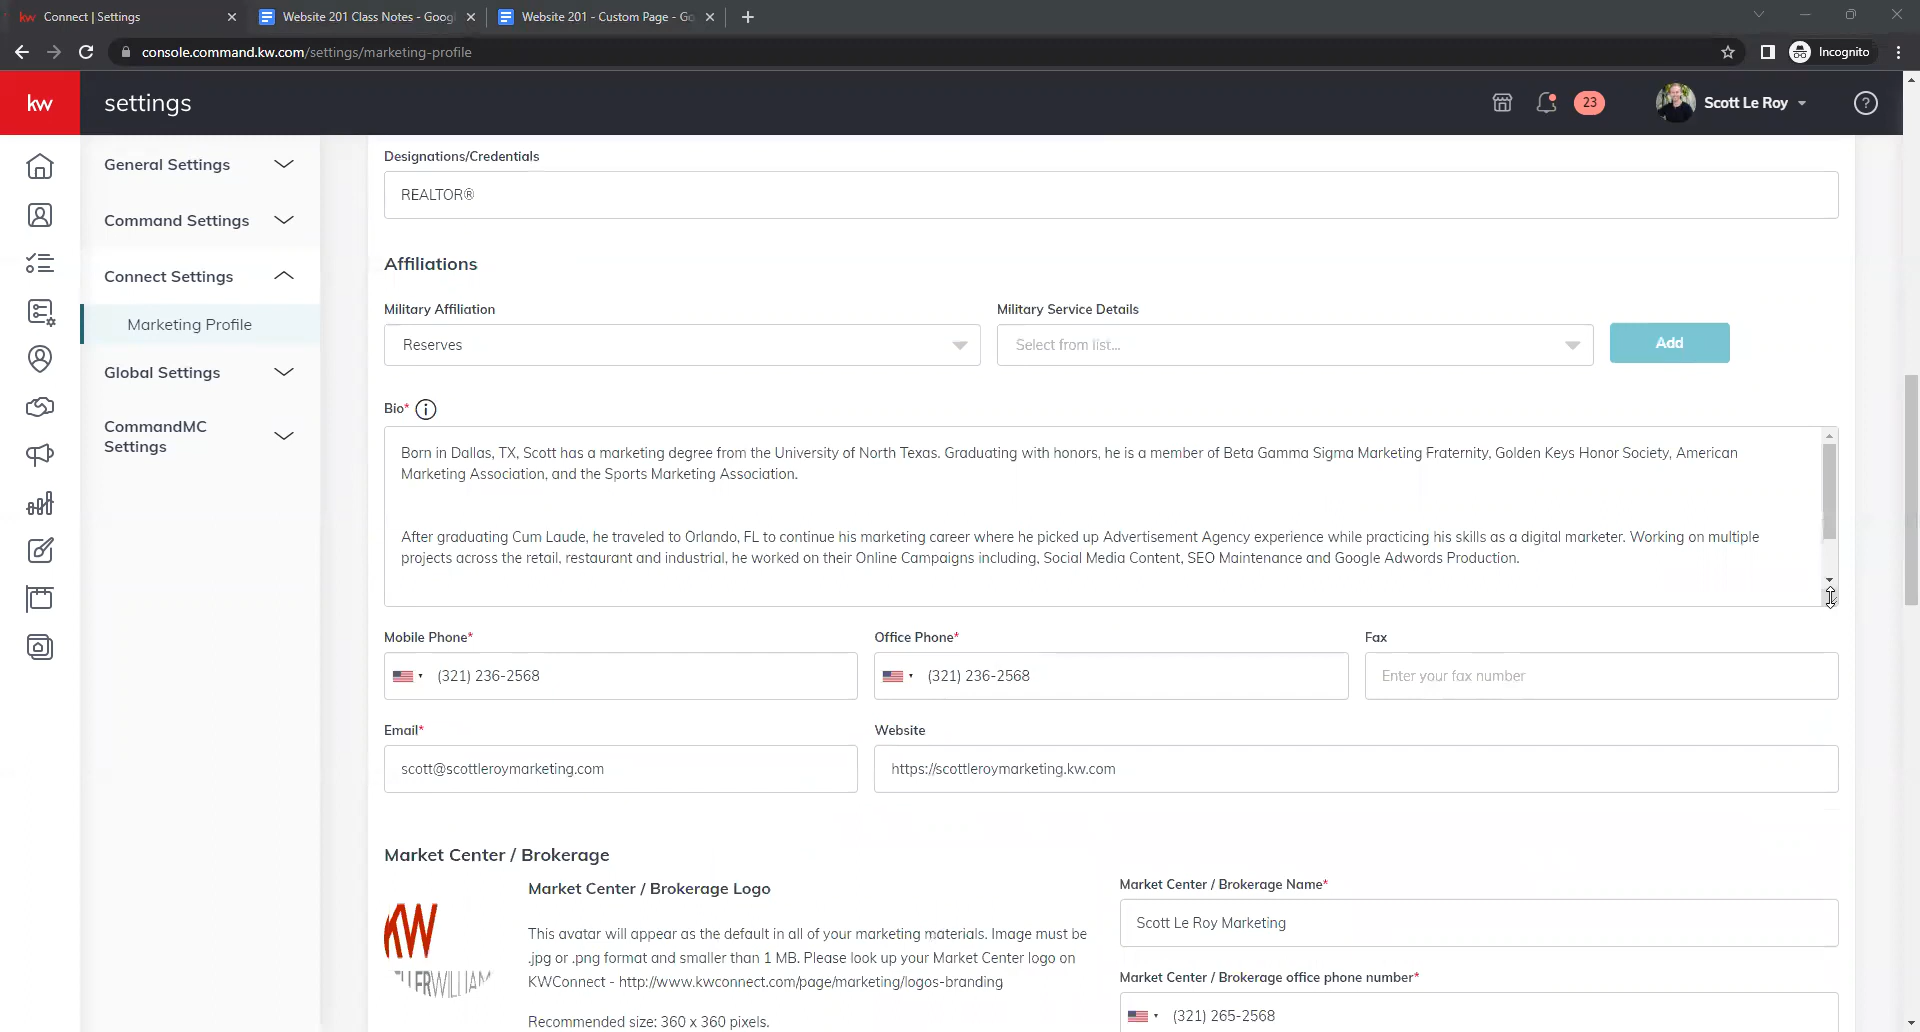 Connect | Settings
Website 201 Class Notes - Goog
Website 201 - Custom Page - Go
console.command.kw.com/settings/marketing-profile
Incognito
kw
settings
23
Scott Le Roy
General Settings
Command Settings
Connect Settings
Marketing Profile
Global Settings
CommandMC
Settings
Designations/Credentials
REALTOR®
Affiliations
Military Affiliation
Military Service Details
Reserves
Select from list...
Add
Bio*
Born in Dallas, TX, Scott has a marketing degree from the University of North Texas. Graduating with honors, he is a member of Beta Gamma Sigma Marketing Fraternity, Golden Keys Honor Society, American
Marketing Association, and the Sports Marketing Association.
After graduating Cum Laude, he traveled to Orlando, FL to continue his marketing career where he picked up Advertisement Agency experience while practicing his skills as a digital marketer. Working on multiple
projects across the retail, restaurant and industrial, he worked on their Online Campaigns including, Social Media Content, SEO Maintenance and Google Adwords Production.
Mobile Phone*
Office Phone*
Fax
(321) 236-2568
(321) 236-2568
Enter your fax number
Email*
Website
scott@scottleroymarketing.com
https://scottleroymarketing.kw.com
Market Center / Brokerage
Market Center / Brokerage Logo
This avatar will appear as the default in all of your marketing materials. Image must be
.jpg or .png format and smaller than 1 MB. Please look up your Market Center logo on
KWConnect - http://www.kwconnect.com/page/marketing/logos-branding
Recommended size: 360 x 360 pixels.
KW
LLERWILLIAM
Market Center / Brokerage Name*
Scott Le Roy Marketing
Market Center / Brokerage office phone number*
(321) 265-2568